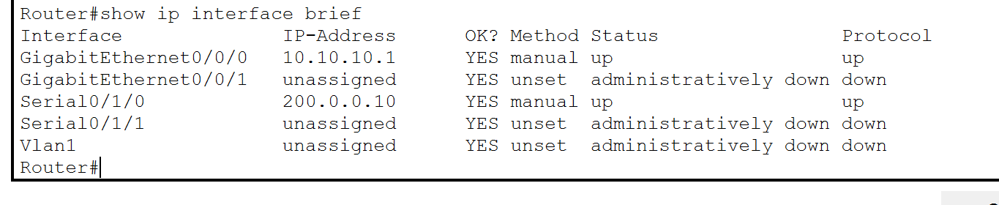 Router#show ip interface brief
Interface IP-Address OK? Method Status Protocol
GigabitEthernet0/0/0 10.10.10.1 YES manual up up
GigabitEthernet0/0/1 unassigned YES unset administratively down down
Serial0/1/0 200.0.0.10 YES manual up up
Serial0/1/1 unassigned YES unset administratively down down
Vlan1 unassigned YES unset administratively down down
Router#